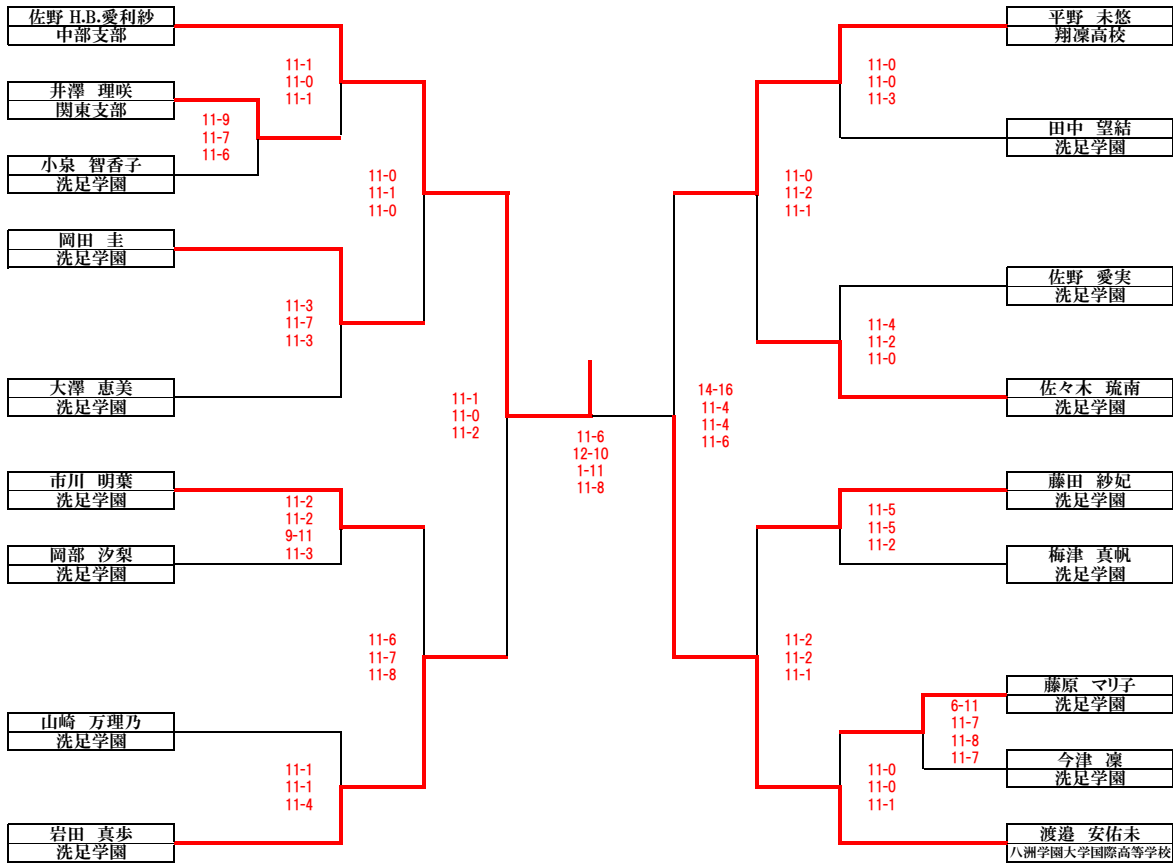 佐野 H.B.愛利紗
中部支部
井澤 理咲
関東支部
小泉 智香子
洗足学園
岡田 圭
洗足学園
大澤 恵美
洗足学園
市川 明葉
洗足学園
岡部 汐梨
洗足学園
山崎 万理乃
洗足学園
岩田 真歩
洗足学園
11-1
11-0
11-1
11-9
11-7
11-6
11-0
11-1
11-0
11-3
11-7
11-3
11-1
11-0
11-2
11-2
11-2
9-11
11-3
11-6
11-7
11-8
11-1
11-1
11-4
11-6
12-10
1-11
11-8
14-16
11-4
11-4
11-6
11-0
11-0
11-3
11-0
11-2
11-1
11-4
11-2
11-0
11-5
11-5
11-2
11-2
11-2
11-1
6-11
11-7
11-8
11-7
11-0
11-0
11-1
平野 未悠
翔凜高校
田中 望結
洗足学園
佐野 愛実
洗足学園
佐々木 琉南
洗足学園
藤田 紗妃
洗足学園
梅津 真帆
洗足学園
藤原 マリ子
洗足学園
今津 凜
洗足学園
渡邉 安佑未
八洲学園大学国際高等学校